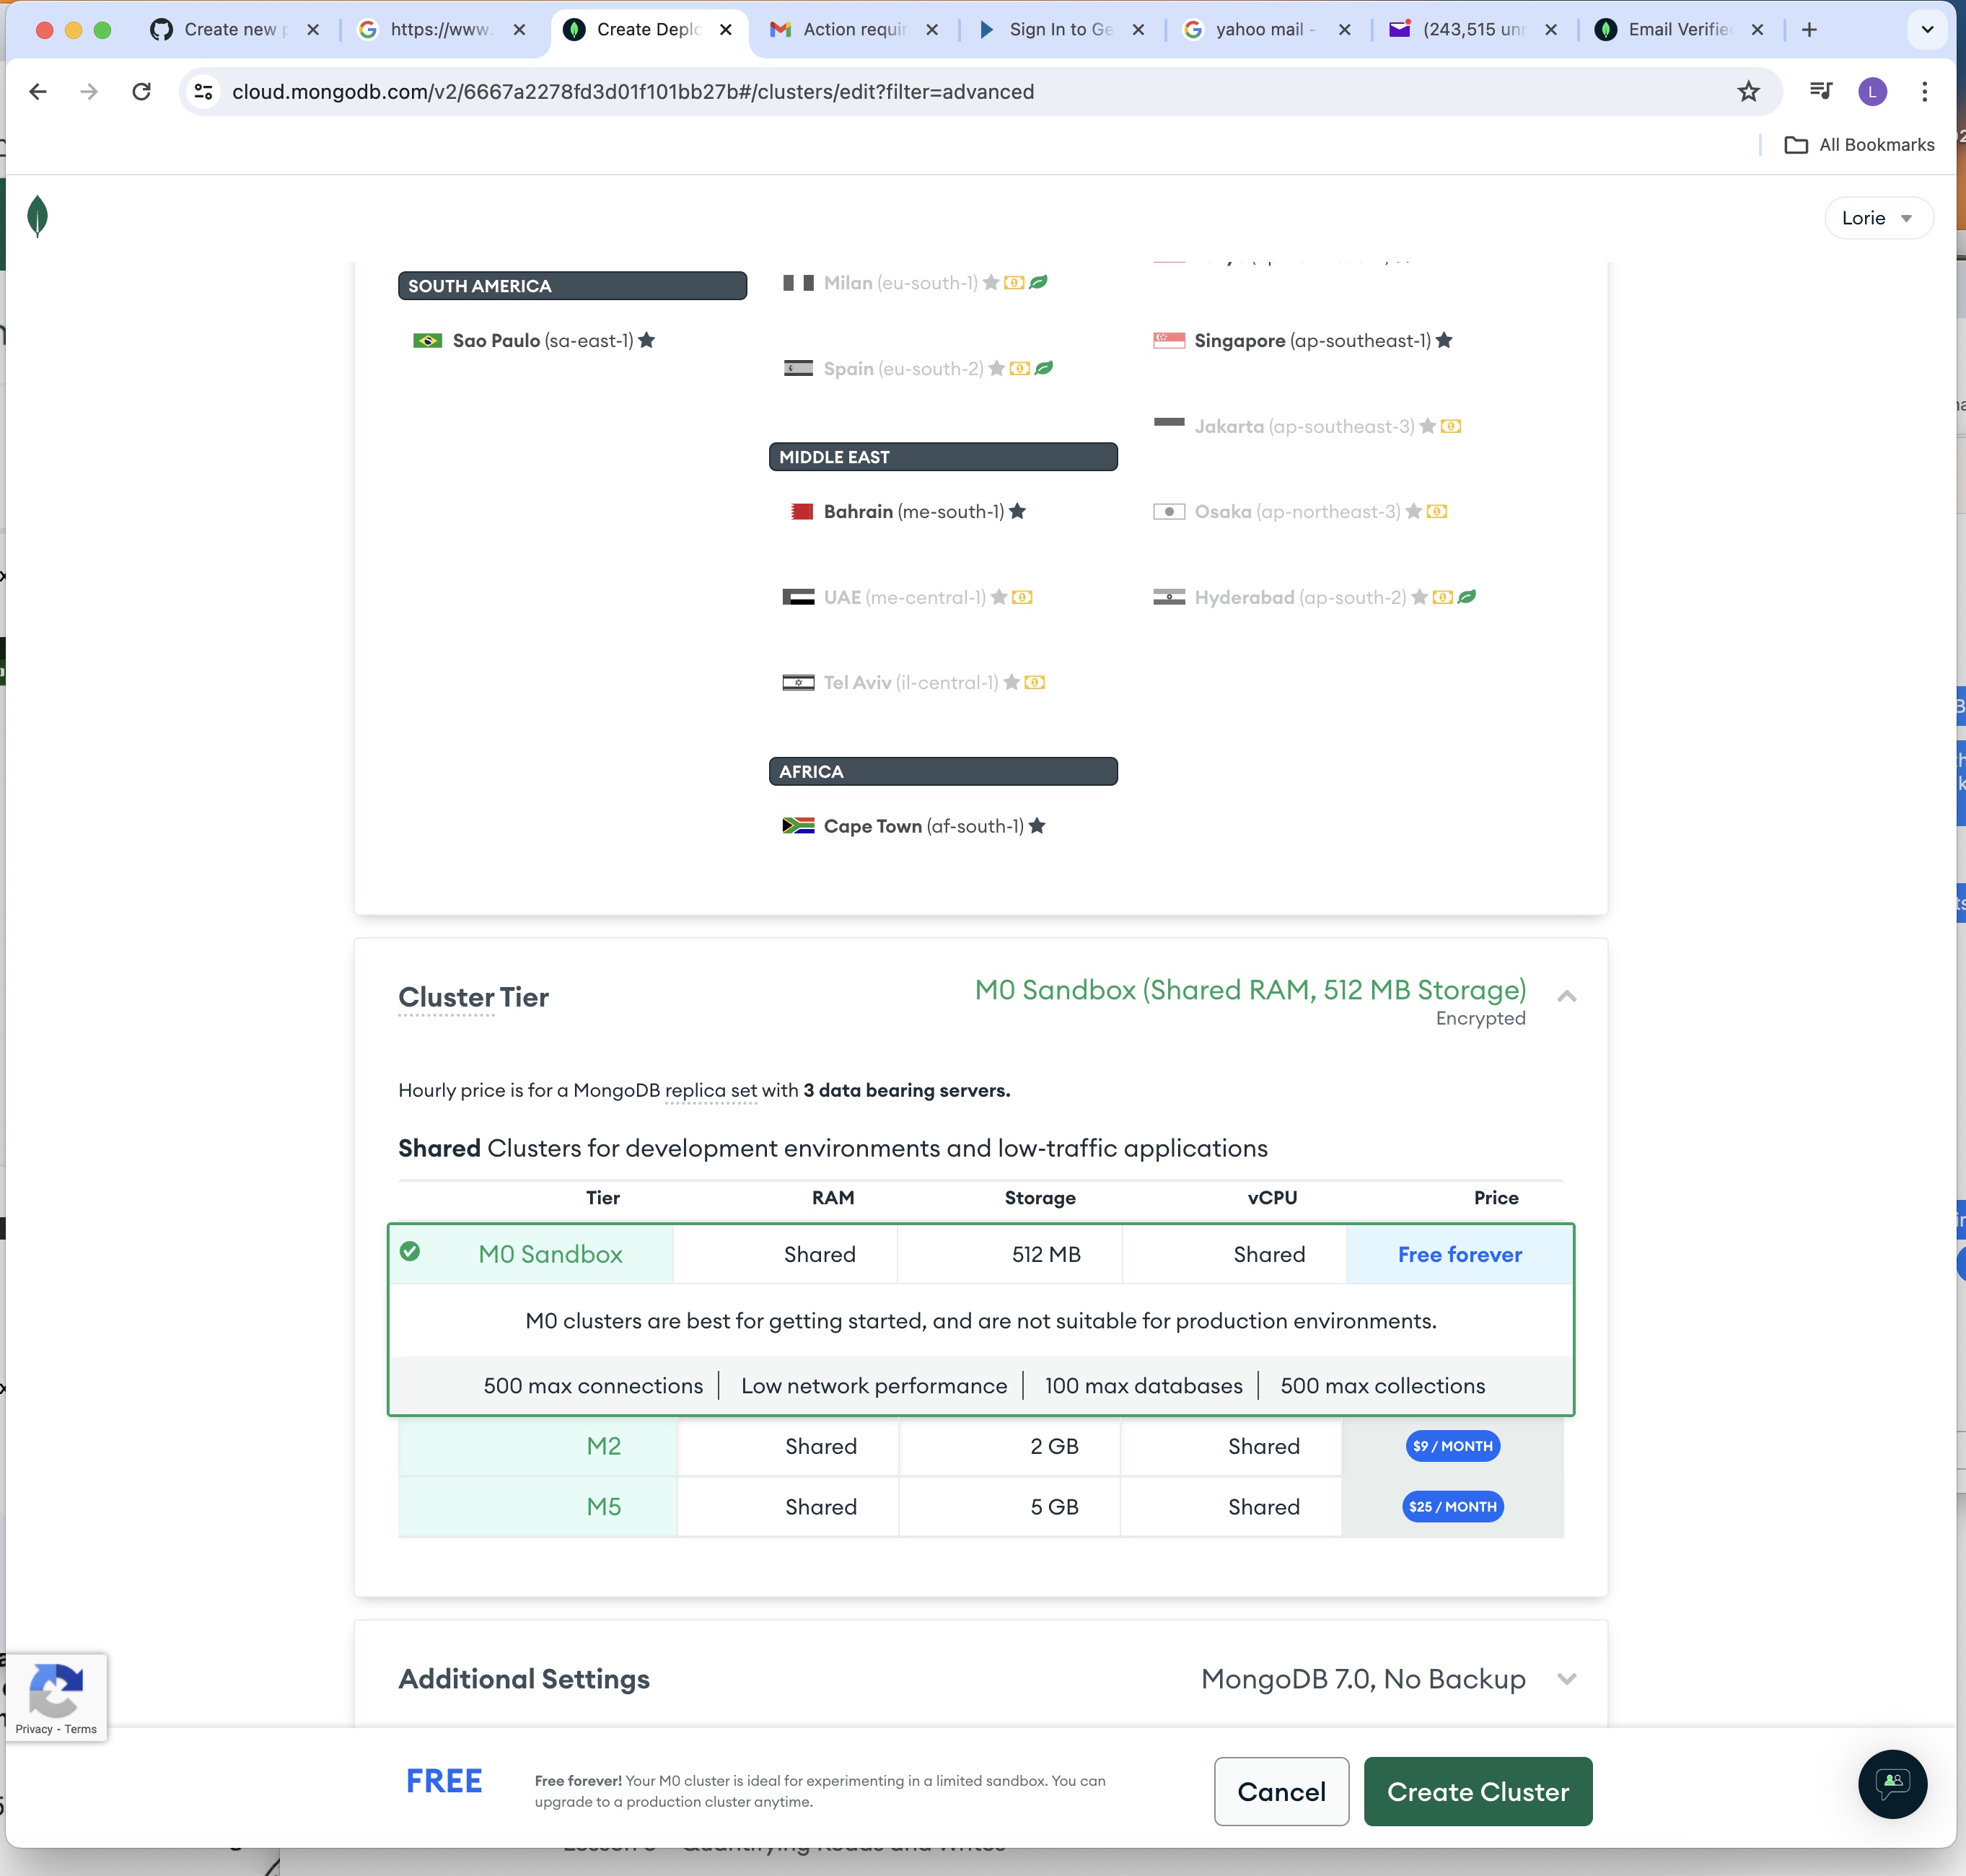 Create new
https://www.
Create Deplo
Action requir
Sign In to Ge
yahoo mail -
(243,515 unr
Email Verifie
cloud.mongodb.com/v2/6667a2278fd3d01f101bb27b#/clusters/edit?filter=advanced
L
All Bookmarks
Lorie
SOUTH AMERICA
Sao Paulo (sa-east-1)
Milan (eu-south-1)
Spain (eu-south-2)
MIDDLE EAST
Bahrain (me-south-1)
UAE (me-central-1)
Tel Aviv (il-central-1)
AFRICA
Cape Town (af-south-1)
Singapore (ap-southeast-1)
Jakarta (ap-southeast-3)
Osaka (ap-northeast-3)
Hyderabad (ap-south-2)
Cluster Tier
M0 Sandbox (Shared RAM, 512 MB Storage)
Encrypted
Hourly price is for a MongoDB replica set with 3 data bearing servers.
Shared Clusters for development environments and low-traffic applications
Tier RAM Storage vCPU Price
M0 Sandbox Shared 512 MB Shared Free forever
M0 clusters are best for getting started, and are not suitable for production environments.
500 max connections | Low network performance | 100 max databases | 500 max collections
M2 Shared 2 GB Shared $9 / MONTH
M5 Shared 5 GB Shared $25 / MONTH
Additional Settings
MongoDB 7.0, No Backup
Privacy - Terms
FREE
Free forever! Your M0 cluster is ideal for experimenting in a limited sandbox. You can
upgrade to a production cluster anytime.
Cancel
Create Cluster